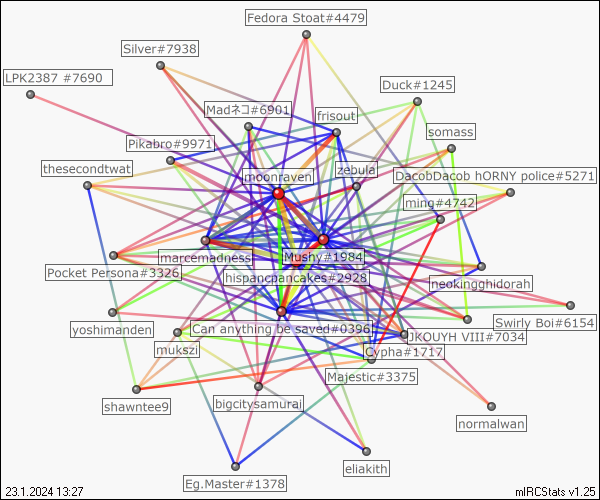 Fedora Stoat#4479
Silver#7938
LPK2387 #7690
Duck#1245
Madネコ#6901
frisout
somass
Pikabro#9971
thesecondtwat
moonraven
zebula
DacobDacob hORNY police#5271
ming#4742
marcemadness
Mushy#1984
Pocket Persona#3326
hispancpancakes#2928
neokingghidorah
yoshimanden
Can anything be saved#0396
Swirly Boi#6154
JKOUYH VIII#7034
mukszi
Cypha#1717
Majestic#3375
shawntee9
bigcitysamurai
normalwan
eliakith
Eg.Master#1378
23.1.2024 13:27
mIRCStats v1.25